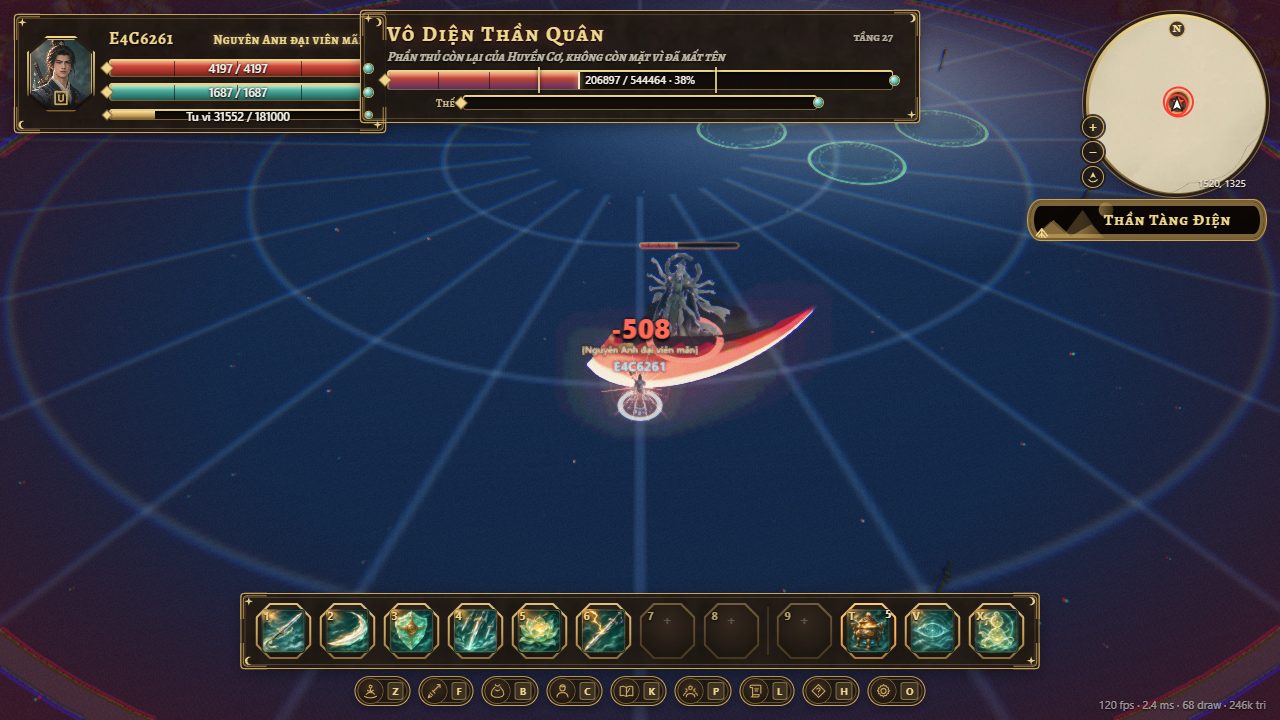 E4C6261
Nguyên Anh đại viên mã
4197 / 4197
1687 / 1687
Tu vi 31552 / 181000
U
Vô Diện Thần Quân
Tầng 27
Phần thủ còn lại của Huyền Cơ, không còn mặt vì đã mất tên
206897 / 544464 · 38%
Thế
N
+
−
1520, 1325
Thần Tàng Điện
-508
[Nguyên Anh đại viên mãn]
E4C6261
1 2 3 4 5 6 7 8 9 T 5 V X
+ + +
Z F B C K P L H O
120 fps · 2.4 ms · 68 draw · 246k tri